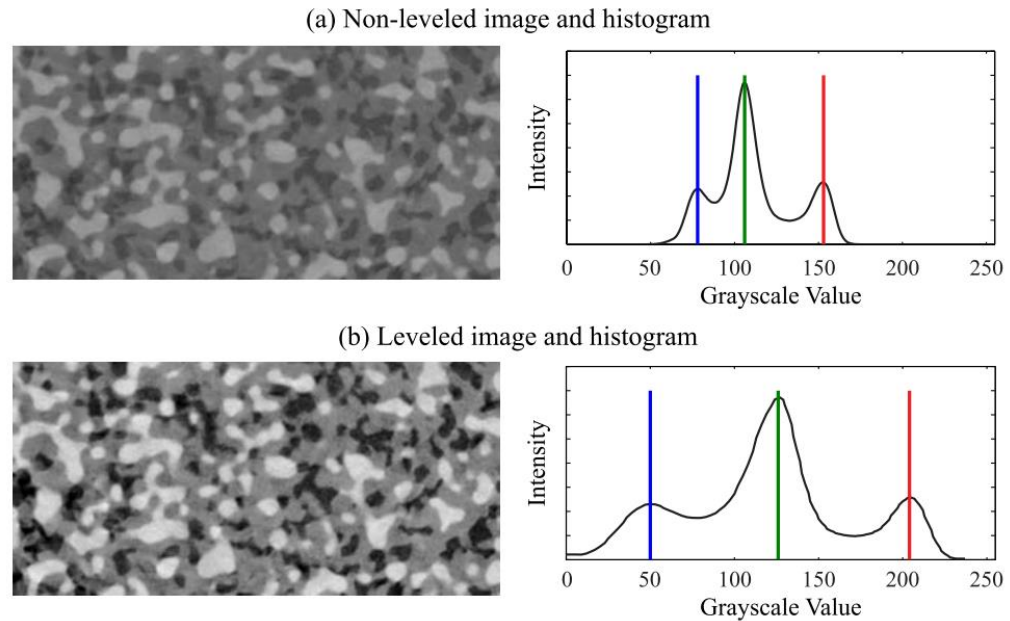 (a) Non-leveled image and histogram
Intensity
0 50 100 150 200 250
Grayscale Value
(b) Leveled image and histogram
Intensity
0 50 100 150 200 250
Grayscale Value